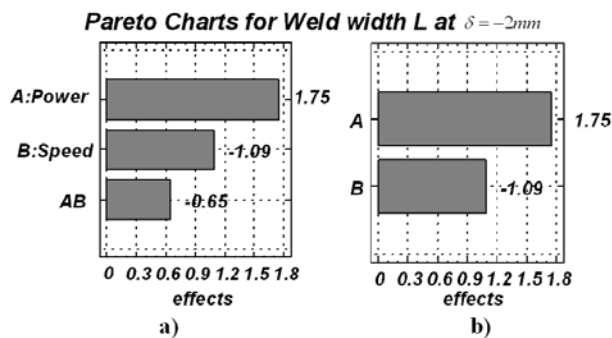 Pareto Charts for Weld width L at δ = −2mm
A:Power
1.75
B:Speed
-1.09
AB
-0.65
0 0.3 0.6 0.9 1.2 1.5 1.8
effects
a)
A
1.75
B
-1.09
0 0.3 0.6 0.9 1.2 1.5 1.8
effects
b)